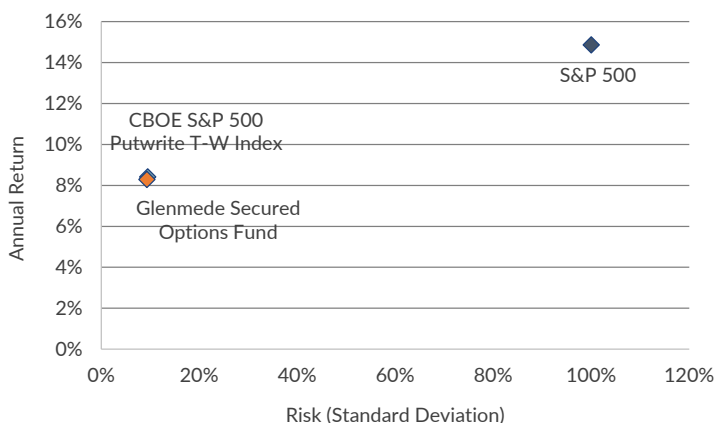 16%
14%
12%
10%
8%
6%
4%
2%
0%
Annual Return
S&P 500
CBOE S&P 500
Putwrite T-W Index
Glenmede Secured
Options Fund
0% 20% 40% 60% 80% 100% 120%
Risk (Standard Deviation)